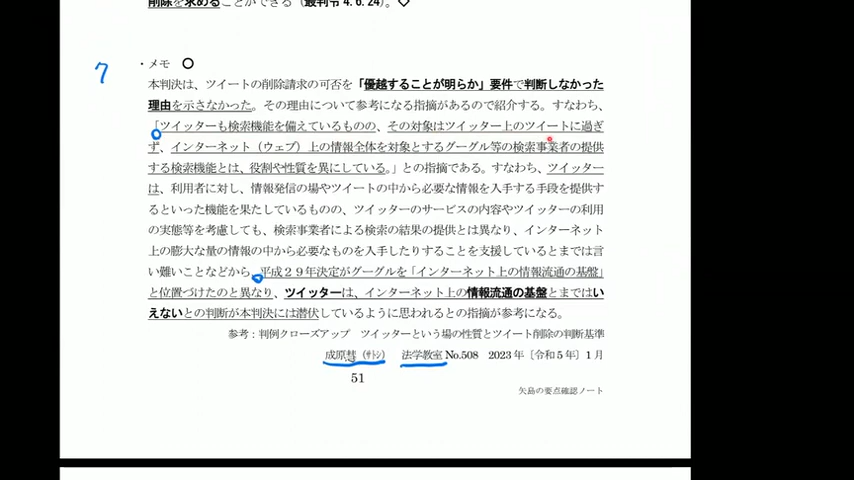 削除を求めることができる（最判令4.6.24）。◇
7
・メモ　○
本判決は、ツイートの削除請求の可否を「優越することが明らか」要件で判断しなかった
理由を示さなかった。その理由について参考になる指摘があるので紹介する。すなわち、
「ツイッターも検索機能を備えているものの、その対象はツイッター上のツイートに過ぎ
ず、インターネット（ウェブ）上の情報全体を対象とするグーグル等の検索事業者の提供
する検索機能とは、役割や性質を異にしている。」との指摘である。すなわち、ツイッター
は、利用者に対し、情報発信の場やツイートの中から必要な情報を入手する手段を提供す
るといった機能を果たしているものの、ツイッターのサービスの内容やツイッターの利用
の実態等を考慮しても、検索事業者による検索の結果の提供とは異なり、インターネット
上の膨大な量の情報の中から必要なものを入手したりすることを支援しているとまでは言
い難いことなどから、平成２９年決定がグーグルを「インターネット上の情報流通の基盤」
と位置づけたのと異なり、ツイッターは、インターネット上の情報流通の基盤とまではい
えないとの判断が本判決には潜伏しているように思われるとの指摘が参考になる。
参考：判例クローズアップ　ツイッターという場の性質とツイート削除の判断基準
成原慧（サトシ）　法学教室 No.508　2023年〔令和５年〕１月
51
矢島の要点確認ノート